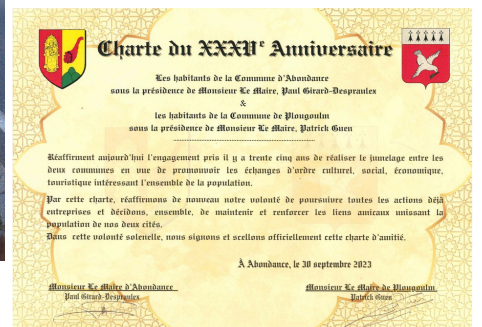 Charte du XXXVᵉ Anniversaire
Les habitants de la Commune d'Abondance
sous la présidence de Monsieur Le Maire, Paul Girard-Despraulex
&
les habitants de la Commune de Plougoulm
sous la présidence de Monsieur Le Maire, Patrick Guen
Réaffirment aujourd'hui l'engagement pris il y a trente cinq ans de réaliser le jumelage entre les
deux communes en vue de promouvoir les échanges d'ordre culturel, social, économique,
touristique intéressant l'ensemble de la population.
Par cette charte, réaffirmons de nouveau notre volonté de poursuivre toutes les actions déjà
entreprises et décidons, ensemble, de maintenir et renforcer les liens amicaux unissant la
population de nos deux cités.
Dans cette volonté solenelle, nous signons et scellons officiellement cette charte d'amitié.
À Abondance, le 30 septembre 2023
Monsieur Le Maire d'Abondance
Paul Girard-Despraulex
Monsieur Le Maire de Plougoulm
Patrick Guen